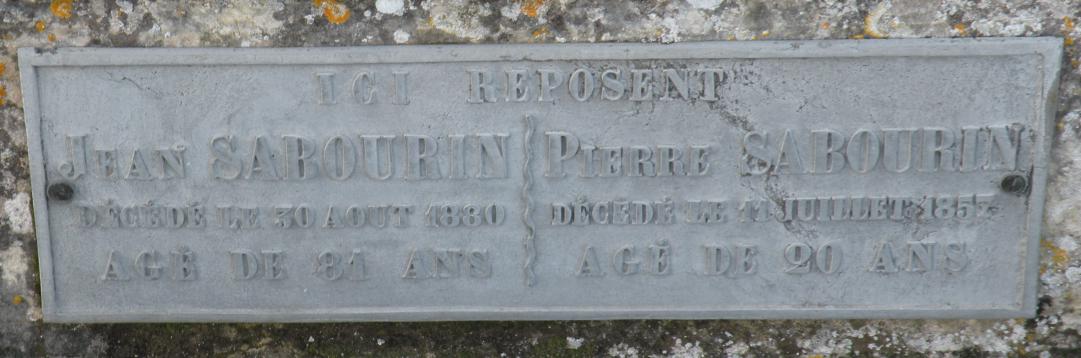 ICI REPOSENT
JEAN SABOURIN
DÉCÉDÉ LE 30 AOUT 1880
AGÉ DE 81 ANS
PIERRE SABOURIN
DÉCÉDÉ LE 11 JUILLET 1857
AGÉ DE 20 ANS